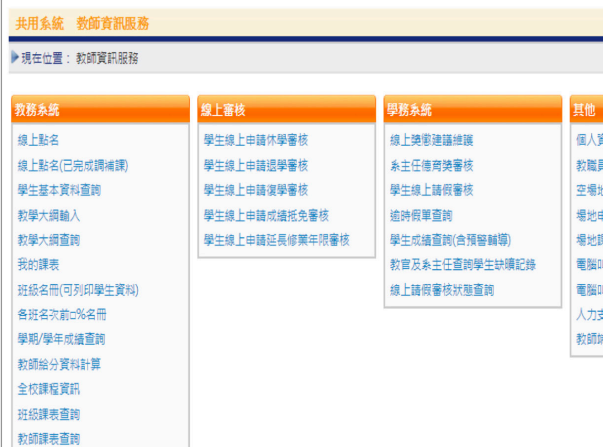 共用系統 教師資訊服務
現在位置：教師資訊服務
教務系統
線上點名
線上點名(已完成調補課)
學生基本資料查詢
教學大綱輸入
教學大綱查詢
我的課表
班級名冊(可列印學生資料)
各班名次前□%名冊
學期/學年成績查詢
教師給分資料計算
全校課程資訊
班級課表查詢
教師課表查詢
線上審核
學生線上申請休學審核
學生線上申請退學審核
學生線上申請復學審核
學生線上申請成績抵免審核
學生線上申請延長修業年限審核
學務系統
線上獎懲建議維護
系主任德育獎審核
學生線上請假審核
逾時假單查詢
學生成績查詢(含預警輔導)
教官及系主任查詢學生缺曠記錄
線上請假審核狀態查詢
其他
個人資
教職員
空場地
場地申
場地
電腦
電腦
人力支
教師